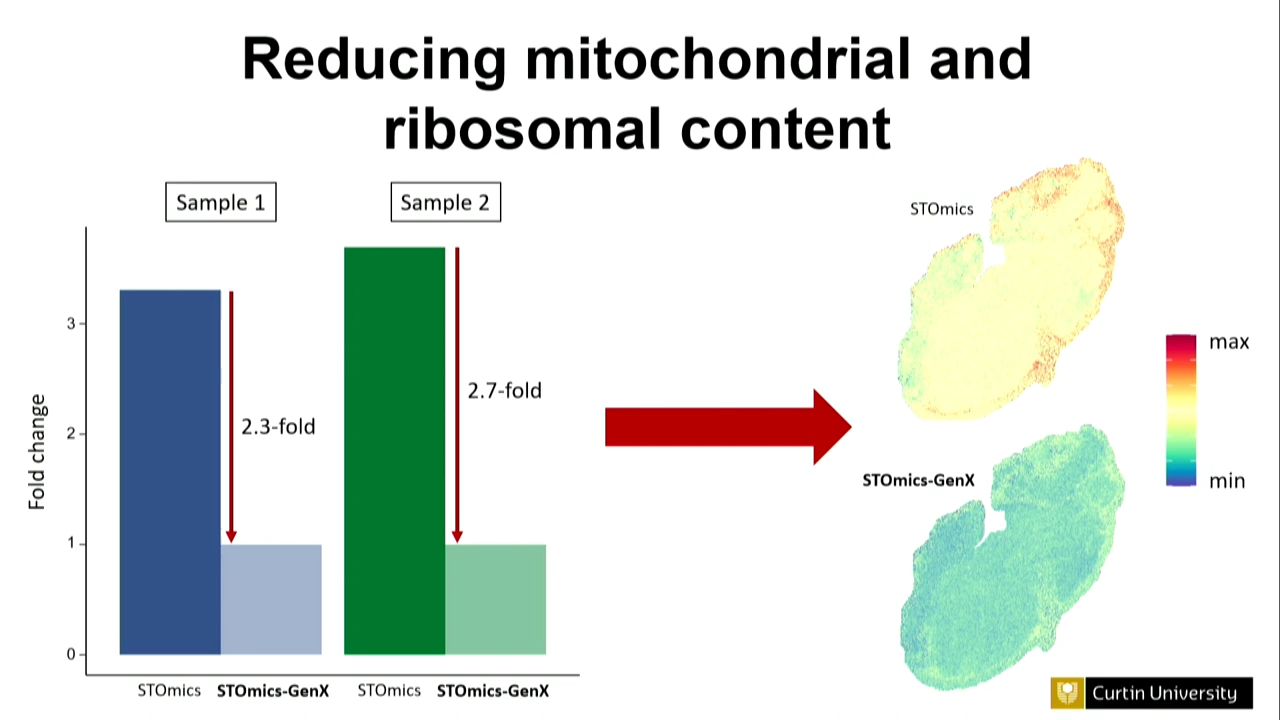 Reducing mitochondrial and
ribosomal content
Sample 1
Sample 2
Fold change
3
2
1
0
2.3-fold
2.7-fold
STOmics
STOmics-GenX
STOmics
STOmics-GenX
STOmics
STOmics-GenX
max
min
Curtin University